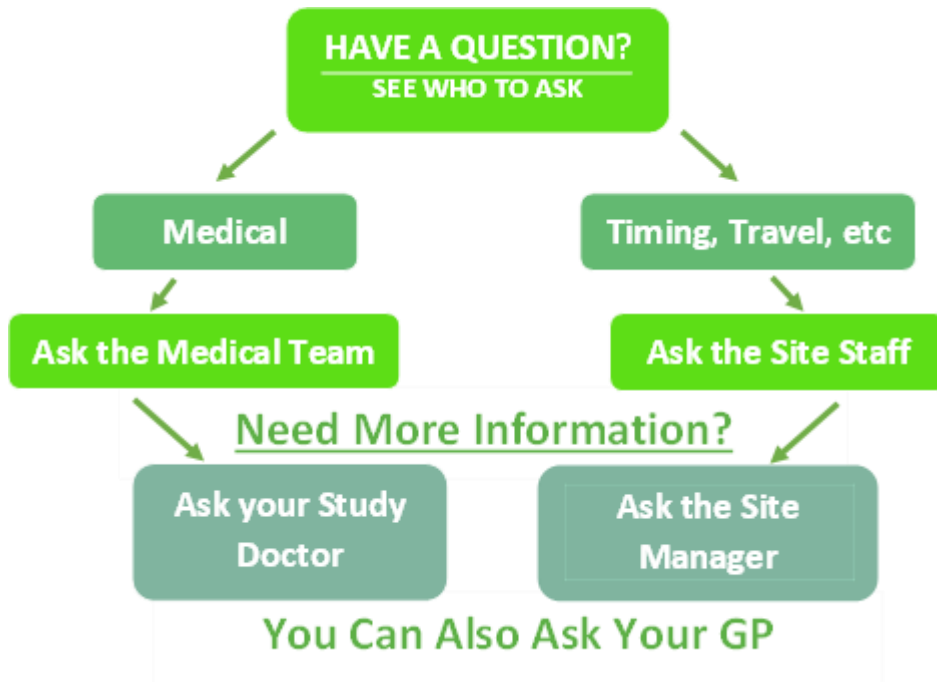 HAVE A QUESTION?
SEE WHO TO ASK
Medical
Timing, Travel, etc
Ask the Medical Team
Ask the Site Staff
Need More Information?
Ask your Study
Doctor
Ask the Site
Manager
You Can Also Ask Your GP